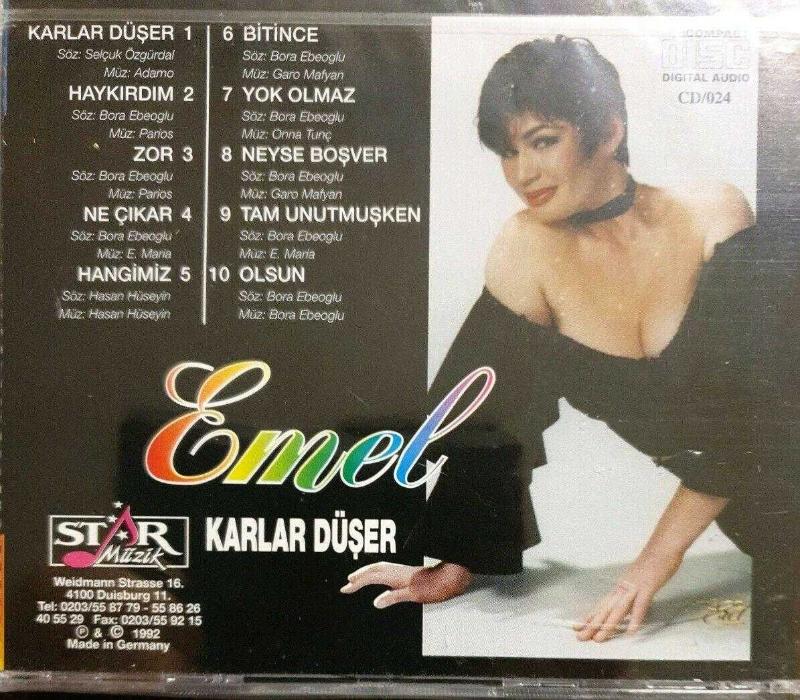 KARLAR DÜŞER 1
Söz: Selçuk Özgürdal
Müz: Adamo
HAYKIRDIM 2
Söz: Bora Ebeoglu
Müz: Parios
ZOR 3
Söz: Bora Ebeoglu
Müz: Parios
NE ÇIKAR 4
Söz: Bora Ebeoglu
Müz: E. Maria
HANGİMİZ 5
Söz: Hasan Hüseyin
Müz: Hasan Hüseyin
6 BİTİNCE
Söz: Bora Ebeoglu
Müz: Garo Mafyan
7 YOK OLMAZ
Söz: Bora Ebeoglu
Müz: Onna Tunç
8 NEYSE BOŞVER
Söz: Bora Ebeoglu
Müz: Garo Mafyan
9 TAM UNUTMUŞKEN
Söz: Bora Ebeoglu
Müz: E. Maria
10 OLSUN
Söz: Bora Ebeoglu
Müz: Bora Ebeoglu
COMPACT
disc
DIGITAL AUDIO
CD/024
Emel
KARLAR DÜŞER
STAR
Müzik
Weidmann Strasse 16.
4100 Duisburg 11.
Tel: 0203/55 87 79 - 55 86 26
40 55 29 Fax: 0203/55 92 15
℗ & © 1992
Made in Germany